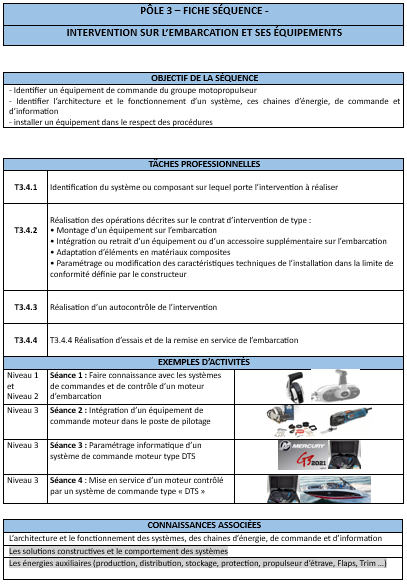 PÔLE 3 – FICHE SÉQUENCE -
INTERVENTION SUR L'EMBARCATION ET SES ÉQUIPEMENTS
OBJECTIF DE LA SÉQUENCE
- Identifier un équipement de commande du groupe motopropulseur
- Identifier l'architecture et le fonctionnement d'un système, ces chaines d'énergie, de commande et
d'information
- installer un équipement dans le respect des procédures
TÂCHES PROFESSIONNELLES
T3.4.1 Identification du système ou composant sur lequel porte l'intervention à réaliser
T3.4.2
Réalisation des opérations décrites sur le contrat d'intervention de type :
• Montage d'un équipement sur l'embarcation
• Intégration ou retrait d'un équipement ou d'un accessoire supplémentaire sur l'embarcation
• Adaptation d'éléments en matériaux composites
• Paramétrage ou modification des caractéristiques techniques de l'installation dans la limite de
conformité définie par le constructeur
T3.4.3 Réalisation d'un autocontrôle de l'intervention
T3.4.4 T3.4.4 Réalisation d'essais et de la remise en service de l'embarcation
EXEMPLES D'ACTIVITÉS
Niveau 1
et
Niveau 2
Séance 1 : Faire connaissance avec les systèmes
de commandes et de contrôle d'un moteur
d'embarcation
Niveau 3
Séance 2 : Intégration d'un équipement de
commande moteur dans le poste de pilotage
Niveau 3
Séance 3 : Paramétrage informatique d'un
système de commande moteur type DTS
MERCURY
G3 2021
Niveau 3
Séance 4 : Mise en service d'un moteur contrôlé
par un système de commande type « DTS »
CONNAISSANCES ASSOCIÉES
L'architecture et le fonctionnement des systèmes, des chaines d'énergie, de commande et d'information
Les solutions constructives et le comportement des systèmes
Les énergies auxiliaires (production, distribution, stockage, protection, propulseur d'étrave, Flaps, Trim ...)